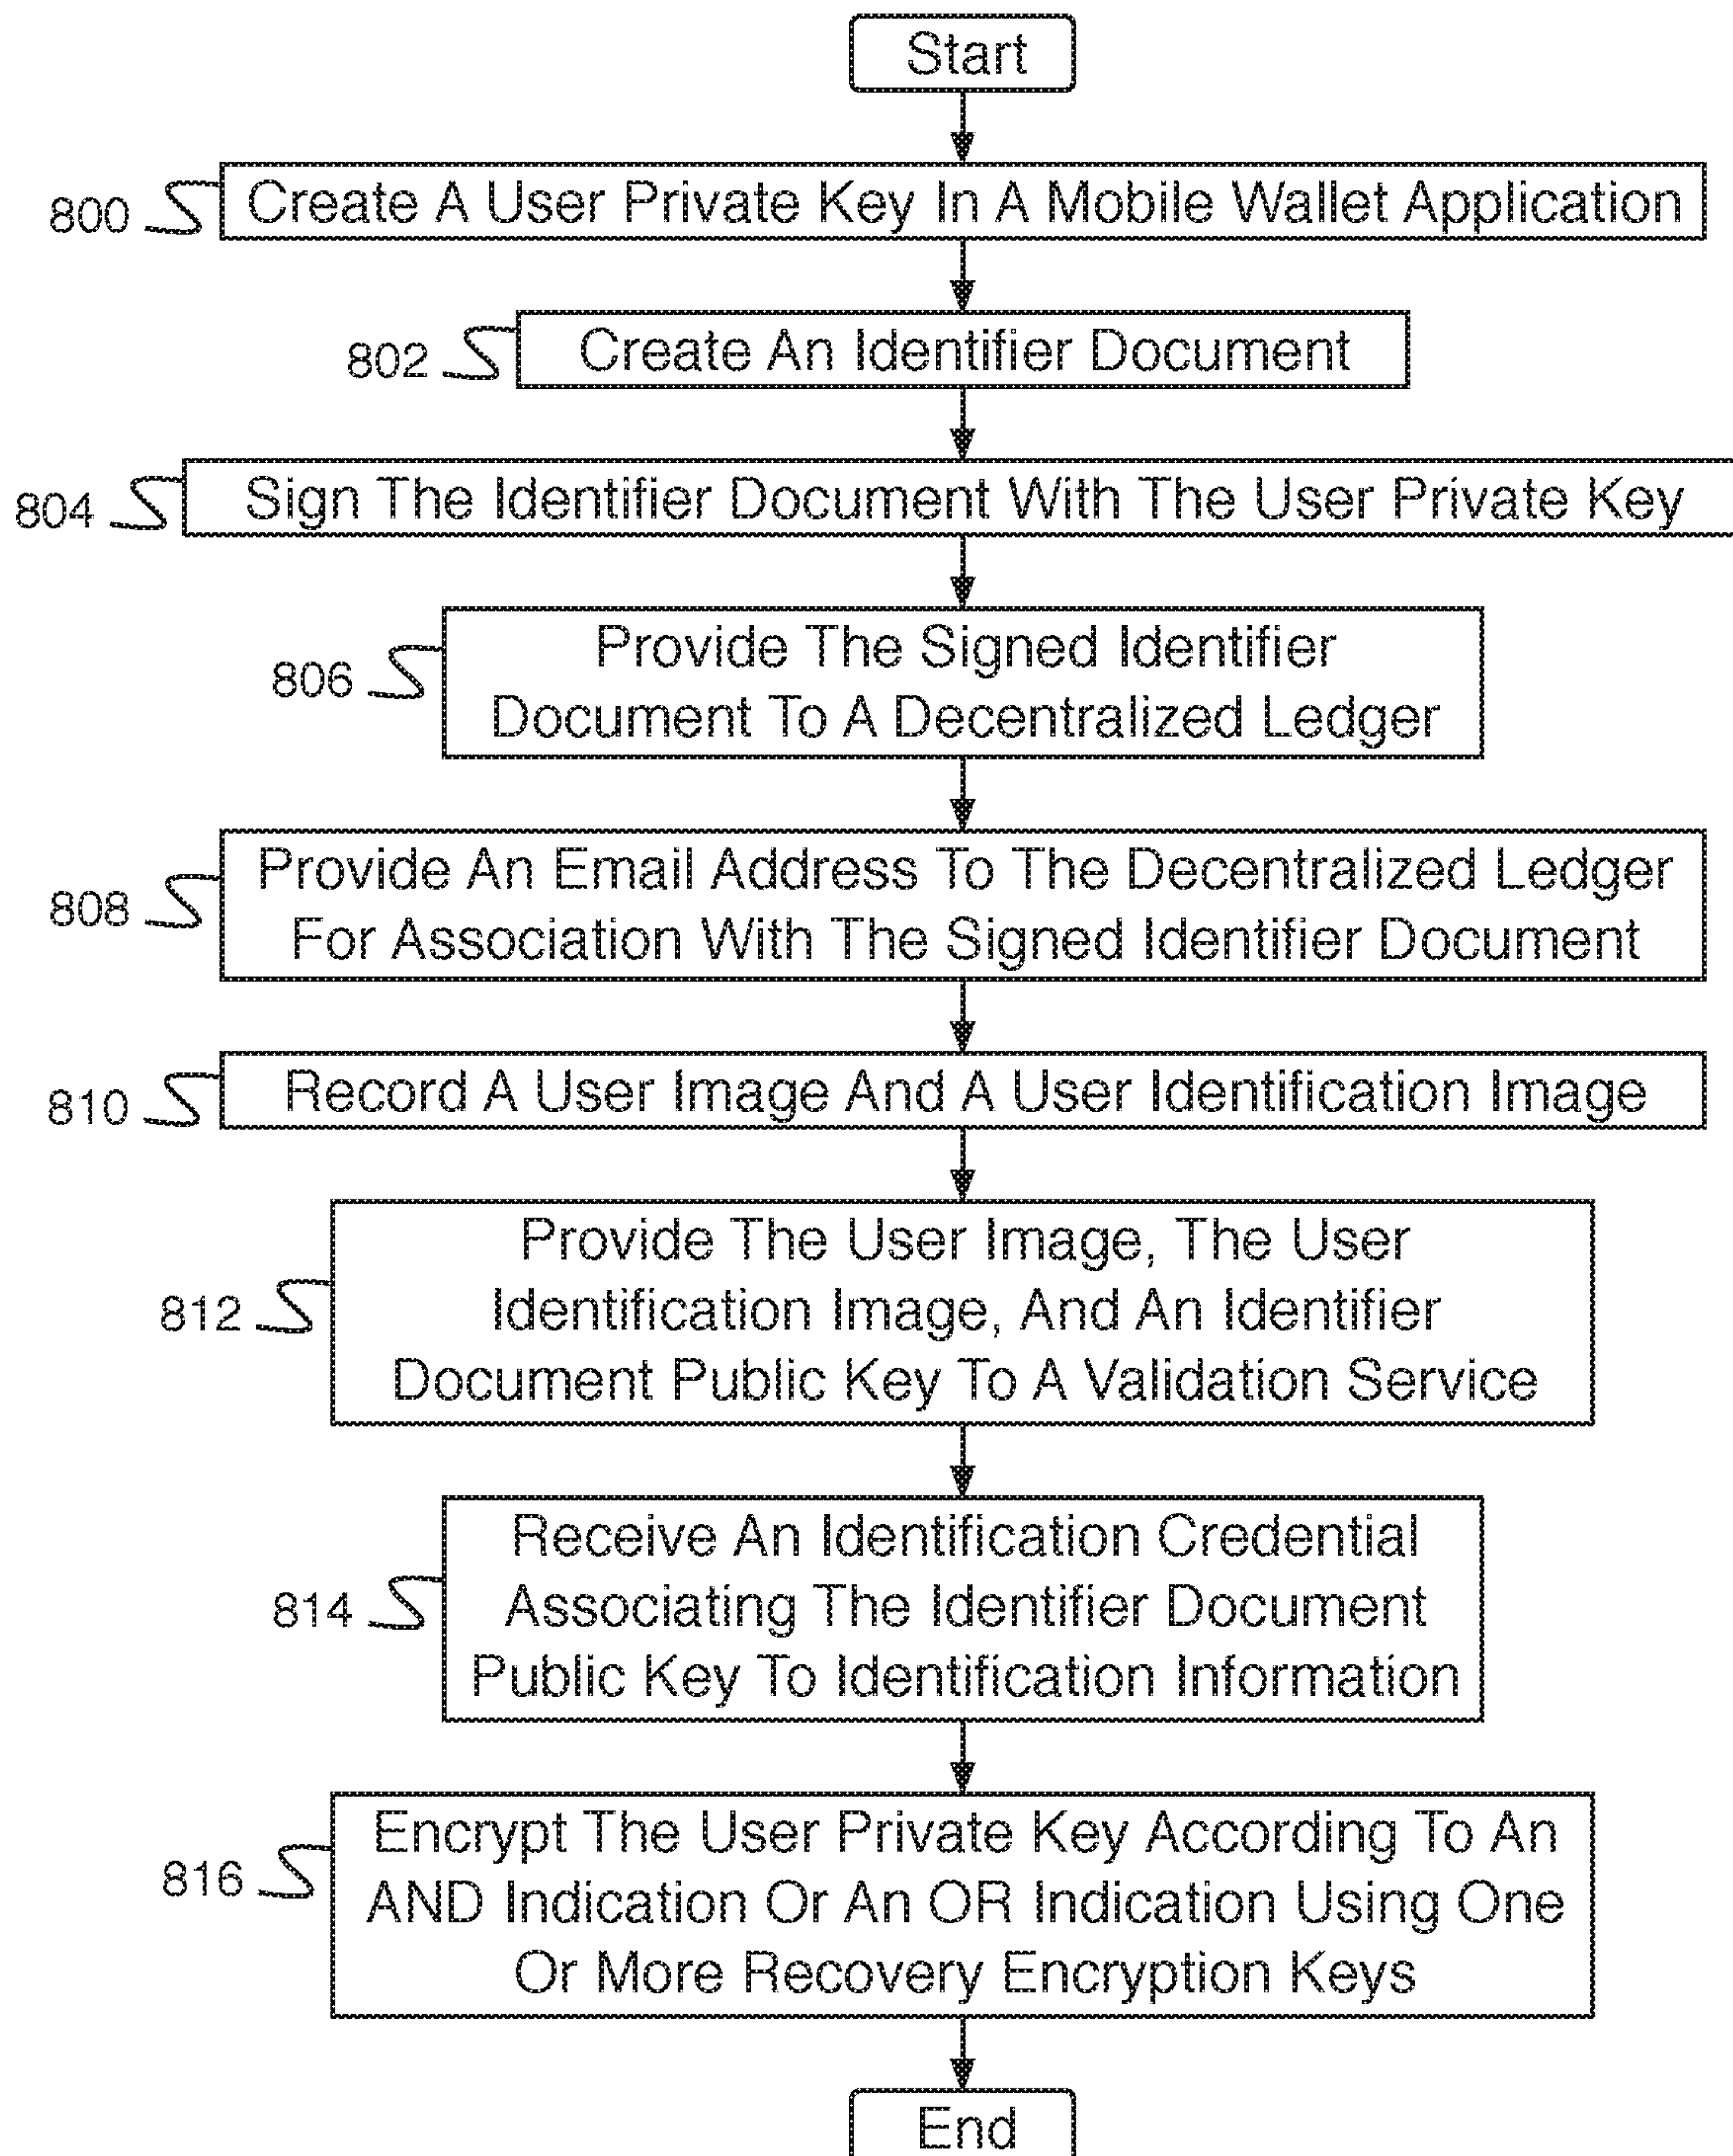 Start
800
Create A User Private Key In A Mobile Wallet Application
802
Create An Identifier Document
804
Sign The Identifier Document With The User Private Key
806
Provide The Signed Identifier
Document To A Decentralized Ledger
808
Provide An Email Address To The Decentralized Ledger
For Association With The Signed Identifier Document
810
Record A User Image And A User Identification Image
812
Provide The User Image, The User
Identification Image, And An Identifier
Document Public Key To A Validation Service
814
Receive An Identification Credential
Associating The Identifier Document
Public Key To Identification Information
816
Encrypt The User Private Key According To An
AND Indication Or An OR Indication Using One
Or More Recovery Encryption Keys
End